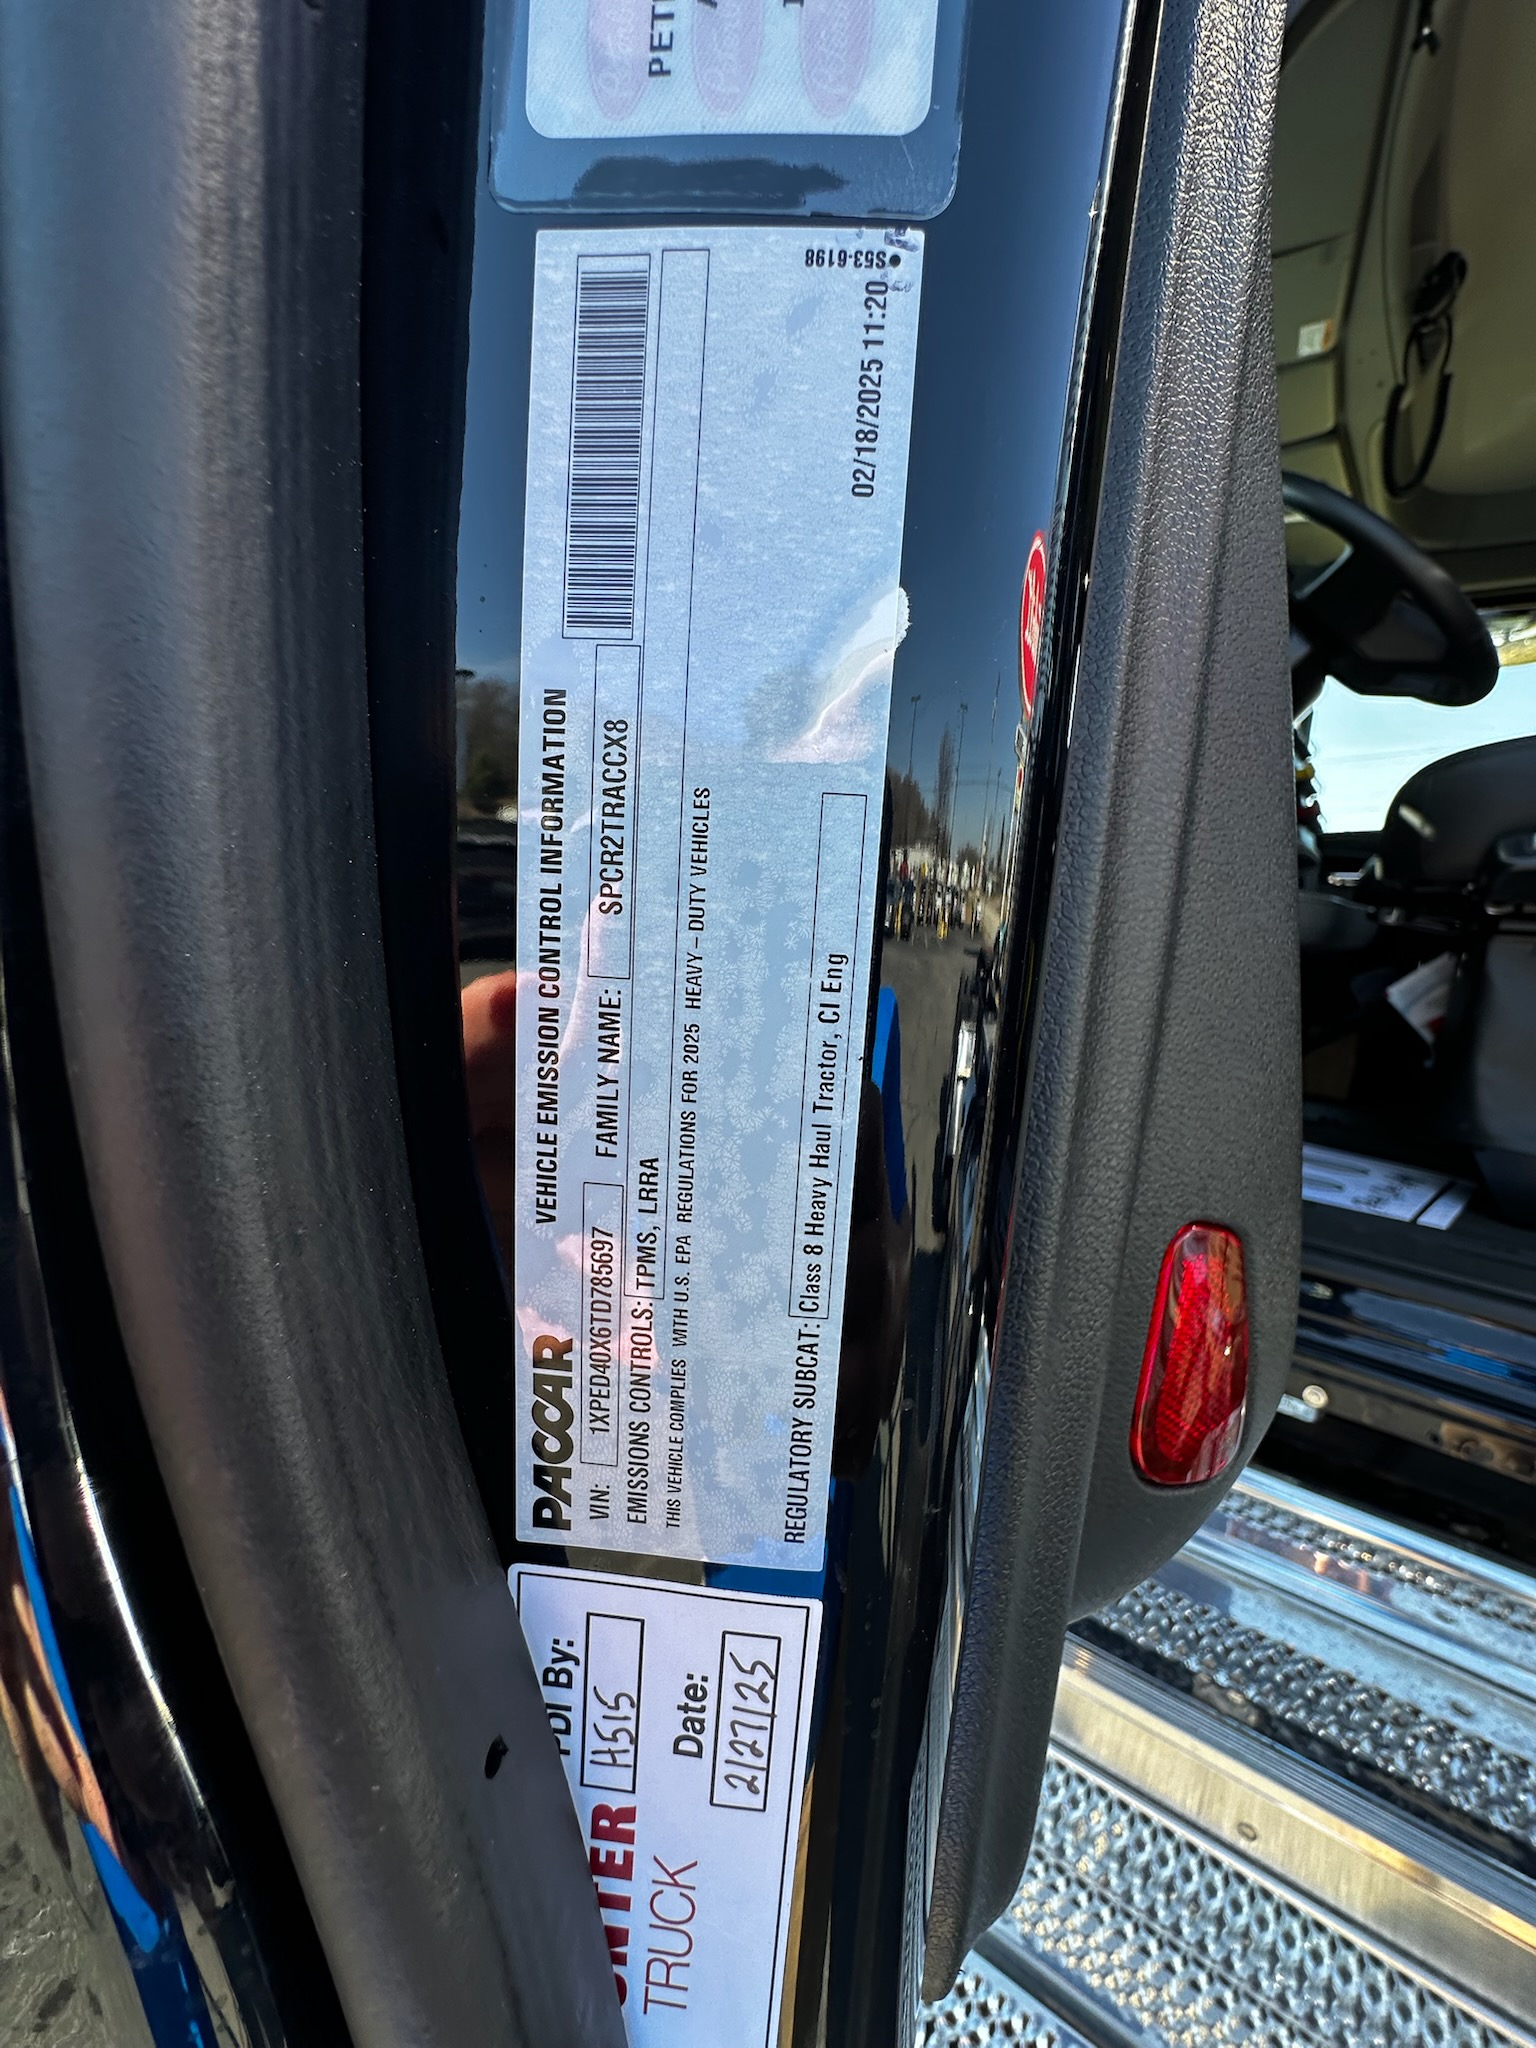 PACCAR
VEHICLE EMISSION CONTROL INFORMATION
VIN: 1XPED40X6TD785697 FAMILY NAME: SPCR2TRACCX8
EMISSIONS CONTROLS: TPMS, LRRA
THIS VEHICLE COMPLIES WITH U.S. EPA REGULATIONS FOR 2025 HEAVY-DUTY VEHICLES
REGULATORY SUBCAT: Class 8 Heavy Haul Tractor, CI Eng
02/18/2025 11:20
S53-6198
PDI By:
HS15
Date:
2/27/25
TRUCK